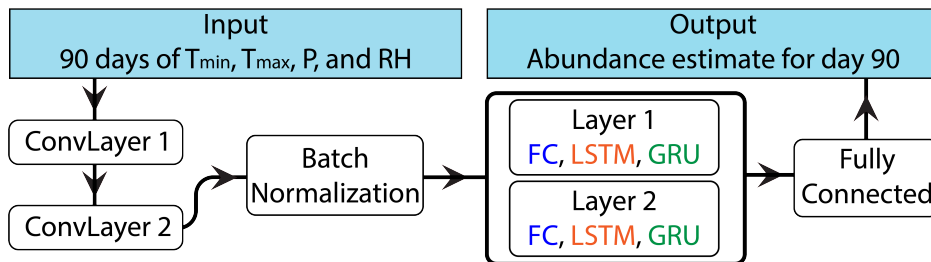 Input
90 days of Tmin, Tmax, P, and RH
ConvLayer 1
ConvLayer 2
Batch
Normalization
Layer 1
FC, LSTM, GRU
Layer 2
FC, LSTM, GRU
Fully
Connected
Output
Abundance estimate for day 90